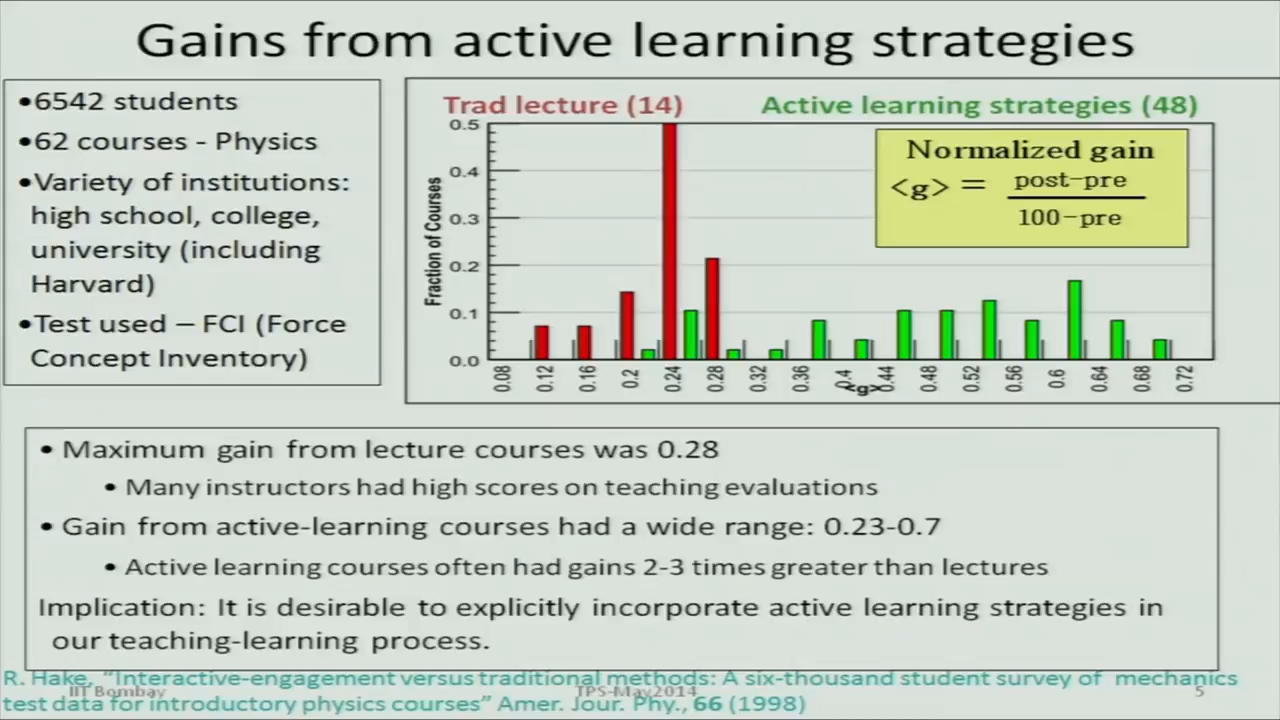 Gains from active learning strategies
•6542 students
•62 courses - Physics
•Variety of institutions:
high school, college,
university (including
Harvard)
•Test used – FCI (Force
Concept Inventory)
Trad lecture (14)
Active learning strategies (48)
Normalized gain
<g> = post-pre
100-pre
Fraction of Courses
0.5
0.4
0.3
0.2
0.1
0.0
0.08 0.12 0.16 0.2 0.24 0.28 0.32 0.36 0.4 0.44 0.48 0.52 0.56 0.6 0.64 0.68 0.72
<g>
• Maximum gain from lecture courses was 0.28
• Many instructors had high scores on teaching evaluations
• Gain from active-learning courses had a wide range: 0.23-0.7
• Active learning courses often had gains 2-3 times greater than lectures
Implication: It is desirable to explicitly incorporate active learning strategies in
our teaching-learning process.
R. Hake, "Interactive-engagement versus traditional methods: A six-thousand student survey of mechanics
IIT Bombay
TPS-May2014
5
test data for introductory physics courses" Amer. Jour. Phy., 66 (1998)